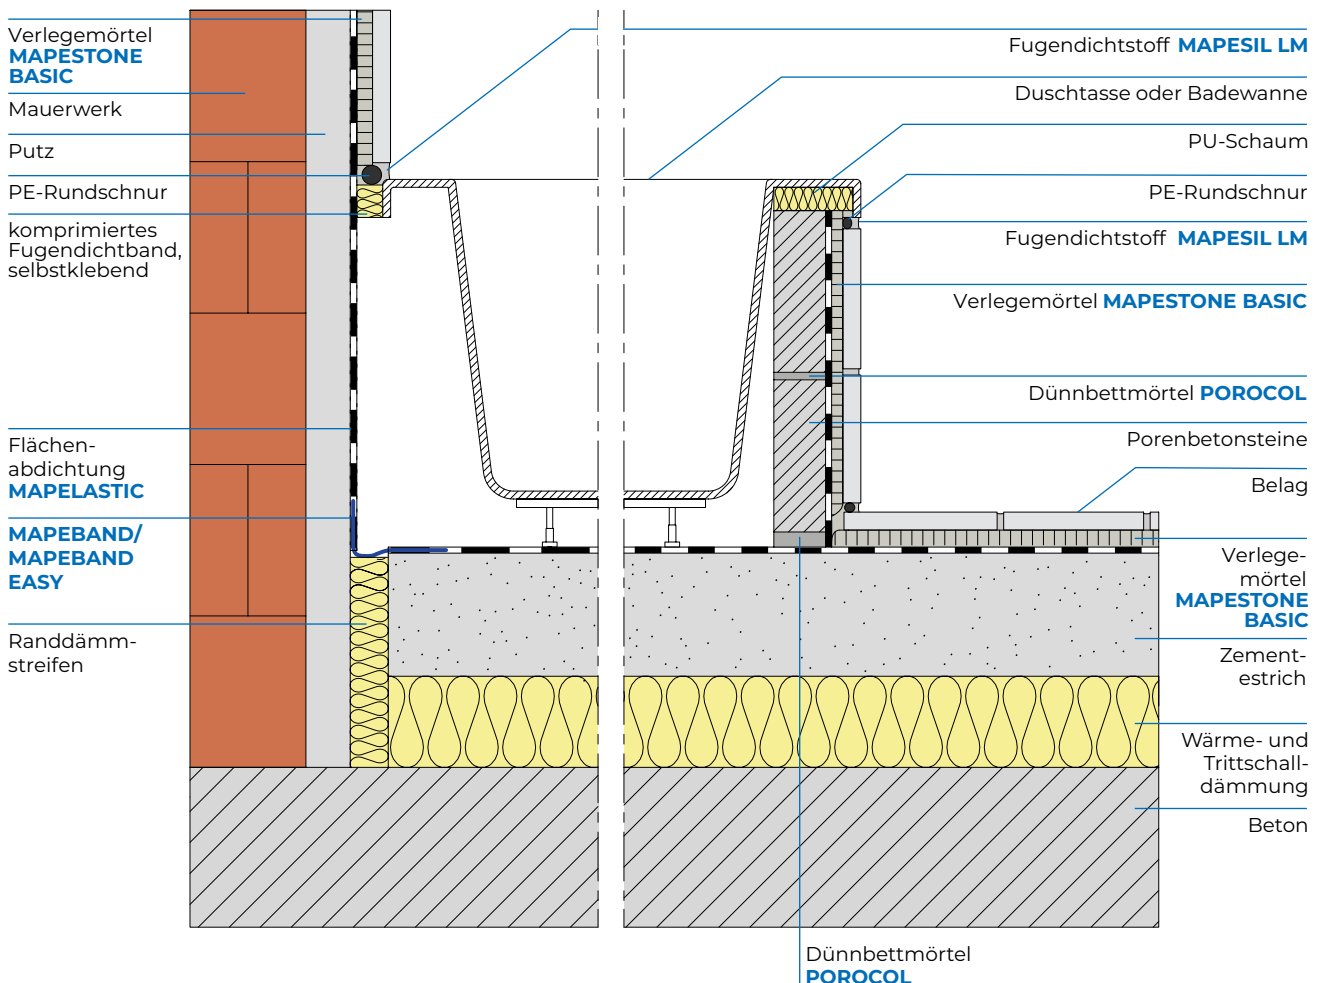 Verlegemörtel
MAPESTONE
BASIC
Mauerwerk
Putz
PE-Rundschnur
komprimiertes
Fugendichtband,
selbstklebend
Flächen-
abdichtung
MAPELASTIC
MAPEBAND/
MAPEBAND
EASY
Randdämm-
streifen
Fugendichtstoff MAPESIL LM
Duschtasse oder Badewanne
PU-Schaum
PE-Rundschnur
Fugendichtstoff MAPESIL LM
Verlegemörtel MAPESTONE BASIC
Dünnbettmörtel POROCOL
Porenbetonsteine
Belag
Verlege-
mörtel
MAPESTONE
BASIC
Zement-
estrich
Wärme- und
Trittschall-
dämmung
Beton
Dünnbettmörtel
POROCOL